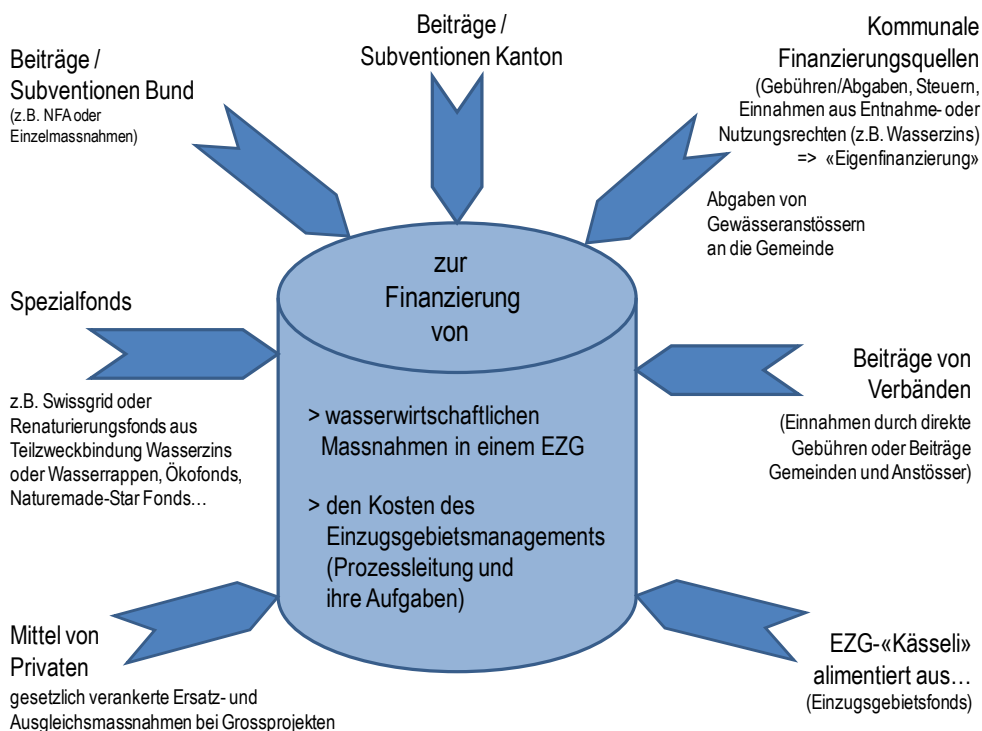 Beiträge /
Subventionen Bund
(z.B. NFA oder
Einzelmassnahmen)
Beiträge /
Subventionen Kanton
Kommunale
Finanzierungsquellen
(Gebühren/Abgaben, Steuern,
Einnahmen aus Entnahme- oder
Nutzungsrechten (z.B. Wasserzins)
=> «Eigenfinanzierung»
Abgaben von
Gewässeranstössern
an die Gemeinde
zur
Finanzierung
von
> wasserwirtschaftlichen
Massnahmen in einem EZG
> den Kosten des
Einzugsgebietsmanagements
(Prozessleitung und
ihre Aufgaben)
Spezialfonds
z.B. Swissgrid oder
Renaturierungsfonds aus
Teilzweckbindung Wasserzins
oder Wasserrappen, Ökofonds,
Naturemade-Star Fonds…
Beiträge von
Verbänden
(Einnahmen durch direkte
Gebühren oder Beiträge
Gemeinden und Anstösser)
Mittel von
Privaten
gesetzlich verankerte Ersatz- und
Ausgleichsmassnahmen bei Grossprojekten
EZG-«Kässeli»
alimentiert aus…
(Einzugsgebietsfonds)